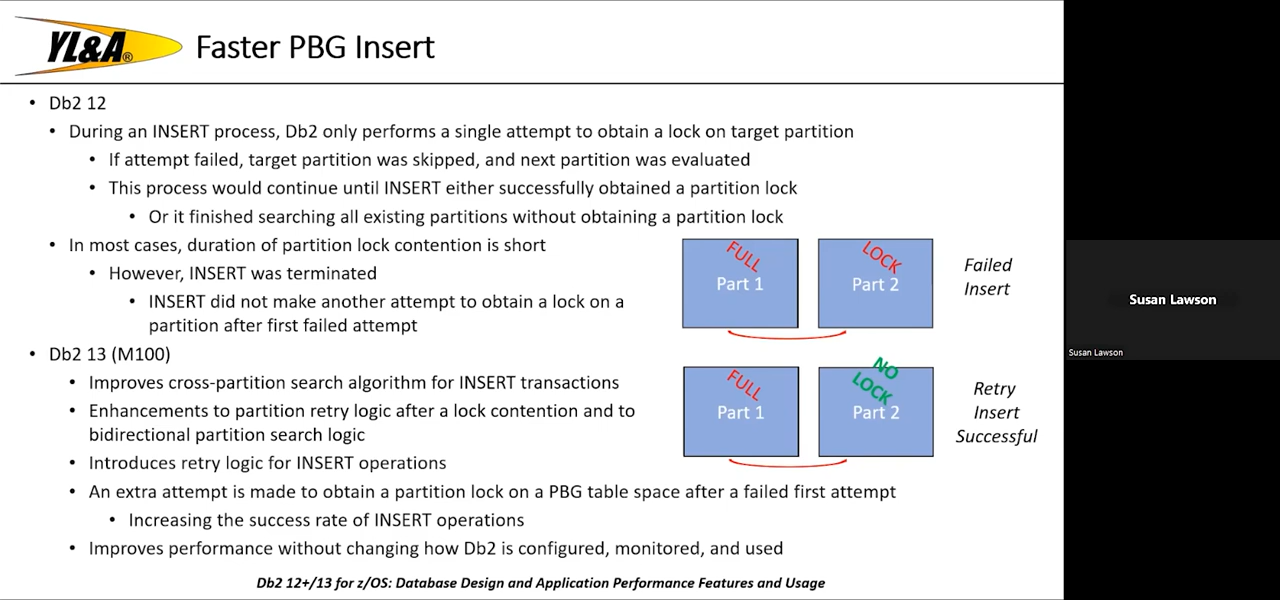 YL&A® Faster PBG Insert
• Db2 12
• During an INSERT process, Db2 only performs a single attempt to obtain a lock on target partition
• If attempt failed, target partition was skipped, and next partition was evaluated
• This process would continue until INSERT either successfully obtained a partition lock
• Or it finished searching all existing partitions without obtaining a partition lock
• In most cases, duration of partition lock contention is short
• However, INSERT was terminated
• INSERT did not make another attempt to obtain a lock on a
partition after first failed attempt
FULL
Part 1
LOCK
Part 2
Failed
Insert
• Db2 13 (M100)
• Improves cross-partition search algorithm for INSERT transactions
• Enhancements to partition retry logic after a lock contention and to
bidirectional partition search logic
• Introduces retry logic for INSERT operations
FULL
Part 1
NO
LOCK
Part 2
Retry
Insert
Successful
• An extra attempt is made to obtain a partition lock on a PBG table space after a failed first attempt
• Increasing the success rate of INSERT operations
• Improves performance without changing how Db2 is configured, monitored, and used
Db2 12+/13 for z/OS: Database Design and Application Performance Features and Usage
Susan Lawson
Susan Lawson